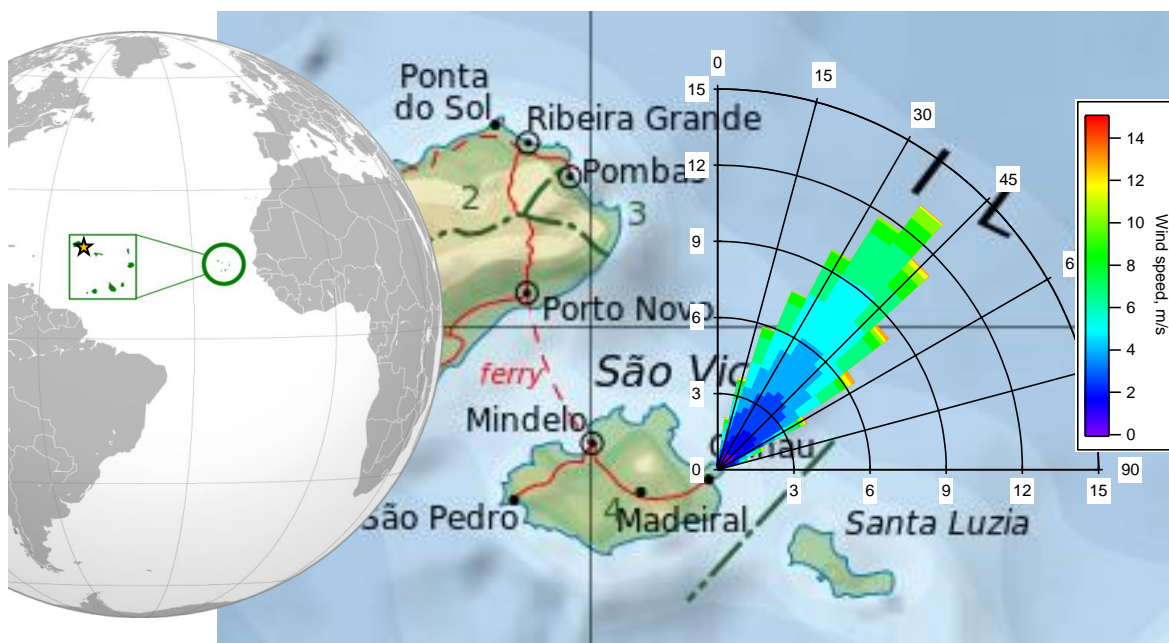 Ponta
do Sol
Ribeira Grande
Pombas
2
3
Porto Novo
ferry
São Vic
Mindelo
São Pedro
4
Madeiral
Santa Luzia
0
15
30
45
6
90
15
12
9
6
3
0
3
6
9
12
15
14
12
10
8
6
4
2
0
Wind speed, m/s